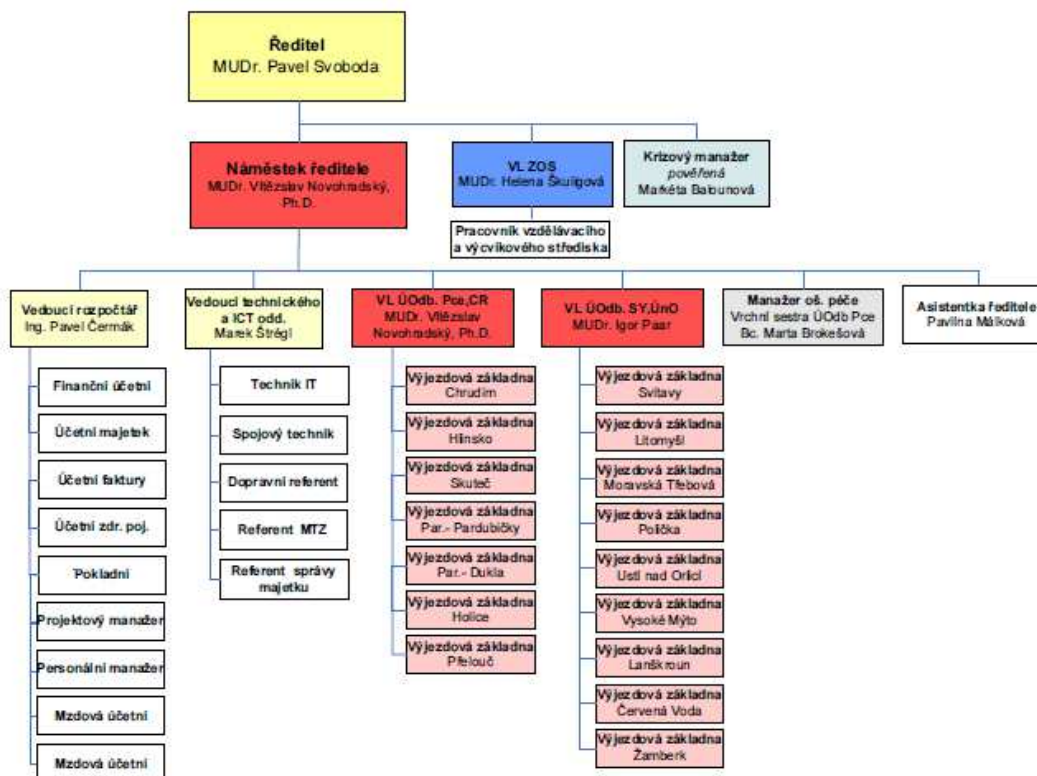 Ředitel
MUDr. Pavel Svoboda
Náměstek ředitele
MUDr. Vítězslav Novohradský,
Ph.D.
VL ZOS
MUDr. Helena Škuligová
Krizový manažer
pověřená
Markéta Balounová
Pracovník vzdělávacího
a výcvikového střediska
Vedoucí rozpočtář
Ing. Pavel Čermák
Vedoucí technického
a ICT odd.
Marek Štrégl
VL ÚOdb. Pce,CR
MUDr. Vítězslav
Novohradský, Ph.D.
VL ÚOdb. SY,ÚnO
MUDr. Igor Paar
Manažer oš. péče
Vrchní sestra ÚOdb Pce
Bc. Marta Brokešová
Asistentka ředitele
Pavlína Málková
Finanční účetní
Účetní majetek
Účetní faktury
Účetní zdr. poj.
Pokladní
Projektový manažer
Personální manažer
Mzdová účetní
Mzdová účetní
Technik IT
Spojový technik
Dopravní referent
Referent MTZ
Referent správy
majetku
Výjezdová základna
Chrudim
Výjezdová základna
Hlinsko
Výjezdová základna
Skuteč
Výjezdová základna
Par.- Pardubičky
Výjezdová základna
Par.- Dukla
Výjezdová základna
Holice
Výjezdová základna
Přelouč
Výjezdová základna
Svitavy
Výjezdová základna
Litomyšl
Výjezdová základna
Moravská Třebová
Výjezdová základna
Polička
Výjezdová základna
Ústí nad Orlicí
Výjezdová základna
Vysoké Mýto
Výjezdová základna
Lanškroun
Výjezdová základna
Červená Voda
Výjezdová základna
Žamberk